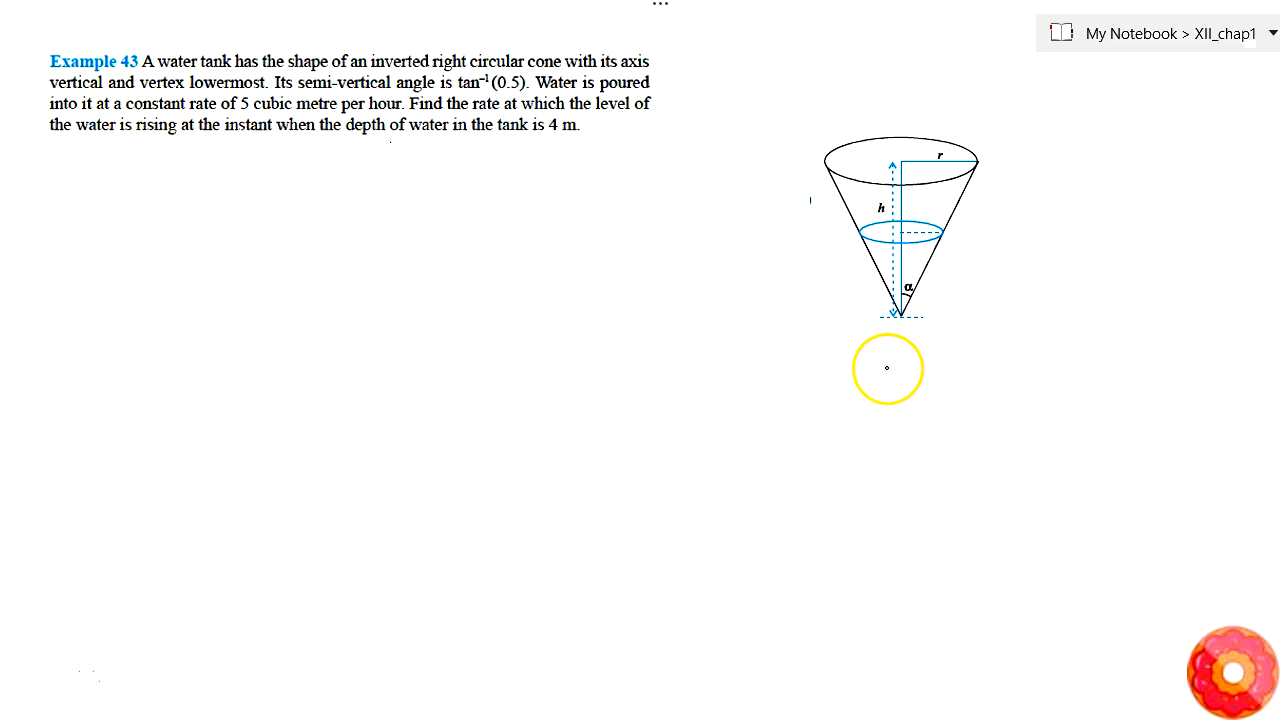 ...
My Notebook > XII_chap1
Example 43 A water tank has the shape of an inverted right circular cone with its axis
vertical and vertex lowermost. Its semi-vertical angle is tan⁻¹(0.5). Water is poured
into it at a constant rate of 5 cubic metre per hour. Find the rate at which the level of
the water is rising at the instant when the depth of water in the tank is 4 m.
r
h
α